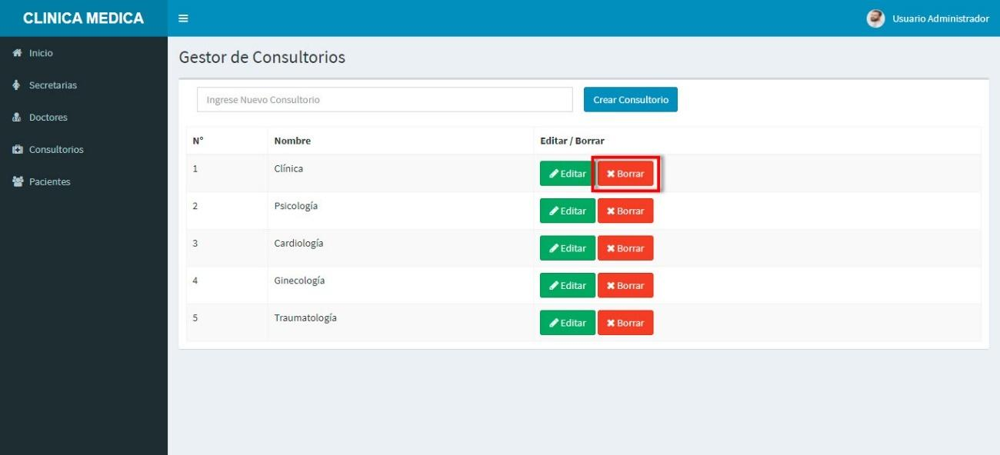 CLINICA MEDICA
Usuario Administrador
Inicio
Secretarias
Doctores
Consultorios
Pacientes
Gestor de Consultorios
Ingrese Nuevo Consultorio
Crear Consultorio
N° Nombre Editar / Borrar
1 Clínica Editar Borrar
2 Psicología Editar Borrar
3 Cardiología Editar Borrar
4 Ginecología Editar Borrar
5 Traumatología Editar Borrar